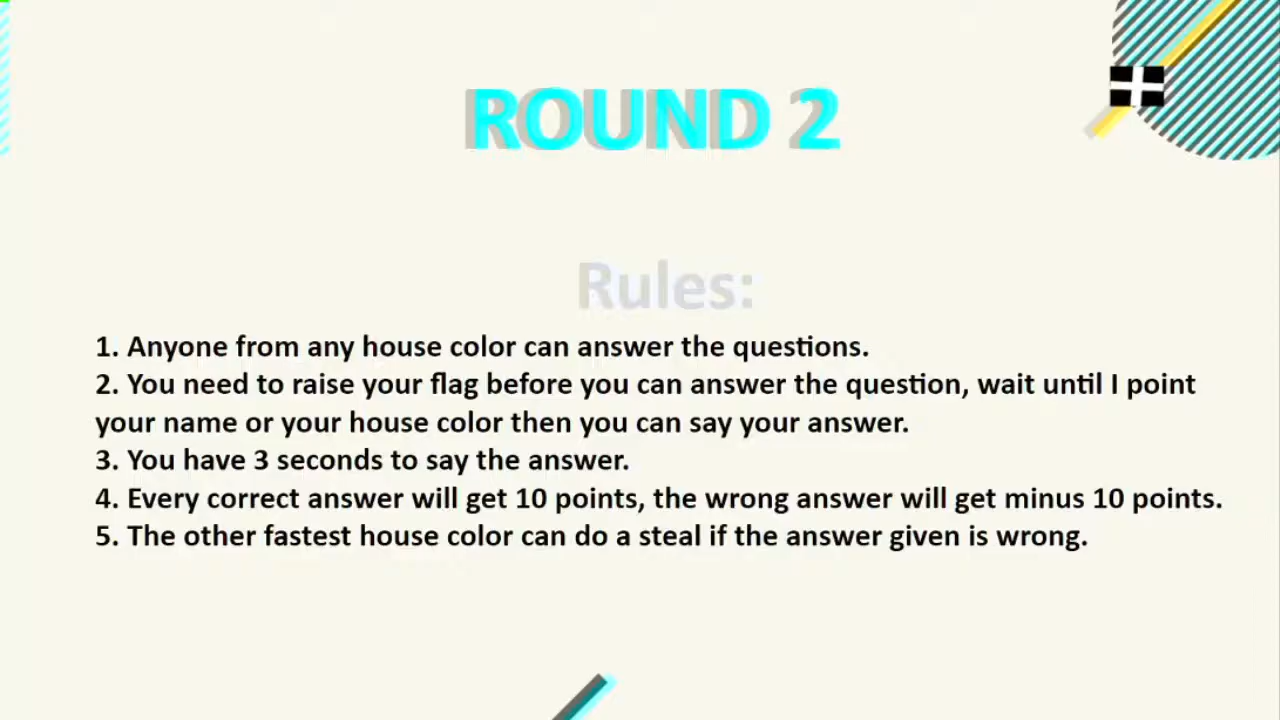 ROUND 2
Rules:
1. Anyone from any house color can answer the questions.
2. You need to raise your flag before you can answer the question, wait until I point
your name or your house color then you can say your answer.
3. You have 3 seconds to say the answer.
4. Every correct answer will get 10 points, the wrong answer will get minus 10 points.
5. The other fastest house color can do a steal if the answer given is wrong.